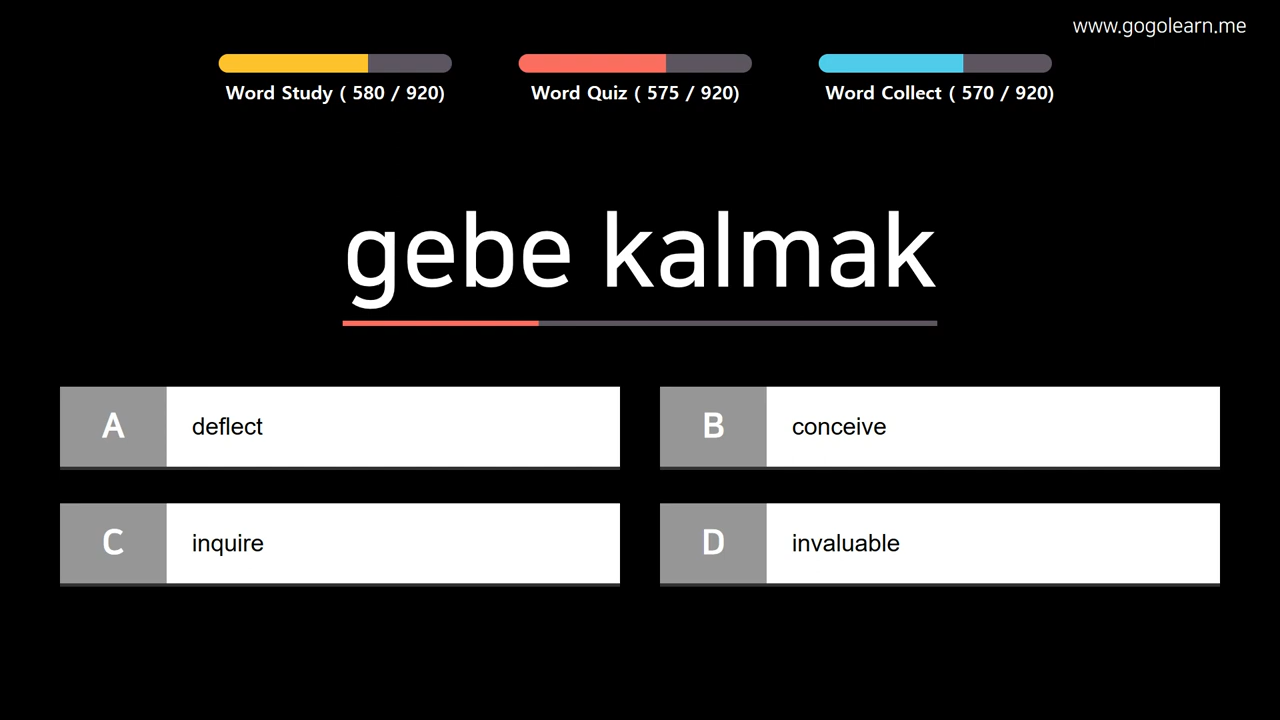 www.gogolearn.me
Word Study ( 580 / 920)
Word Quiz ( 575 / 920)
Word Collect ( 570 / 920)
gebe kalmak
A deflect
B conceive
C inquire
D invaluable